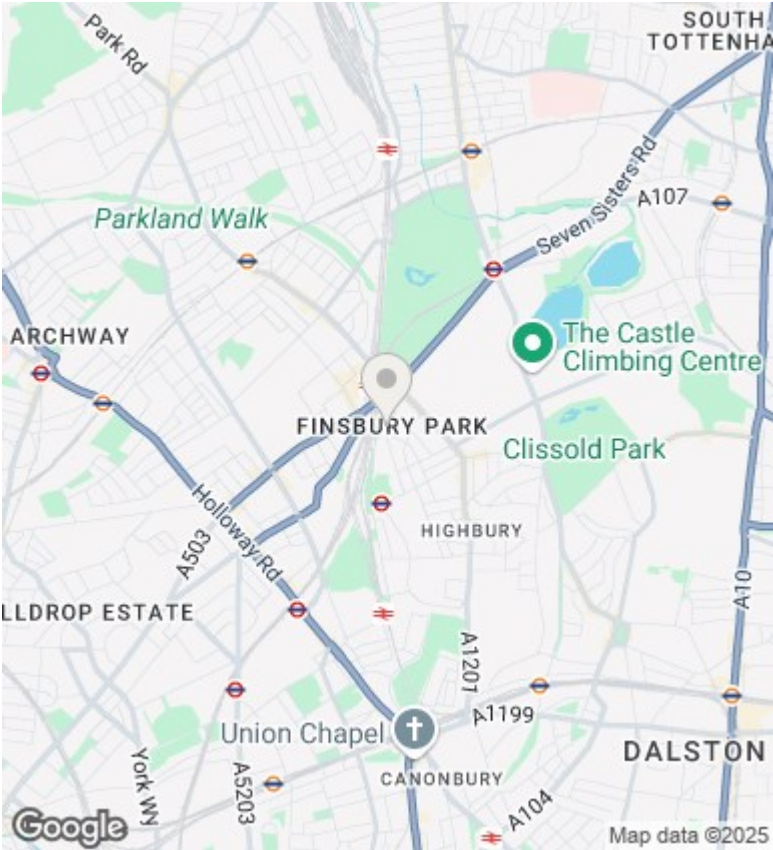 SOUTH
TOTTENHA
Park Rd
Seven Sisters Rd
A107
Parkland Walk
ARCHWAY
The Castle
Climbing Centre
FINSBURY PARK
Clissold Park
Holloway Rd
A503
HIGHBURY
A10
LLDROP ESTATE
A1201
A1199
Union Chapel
DALSTON
York Wy
A5203
CANONBURY
A104
Google
Map data ©2025